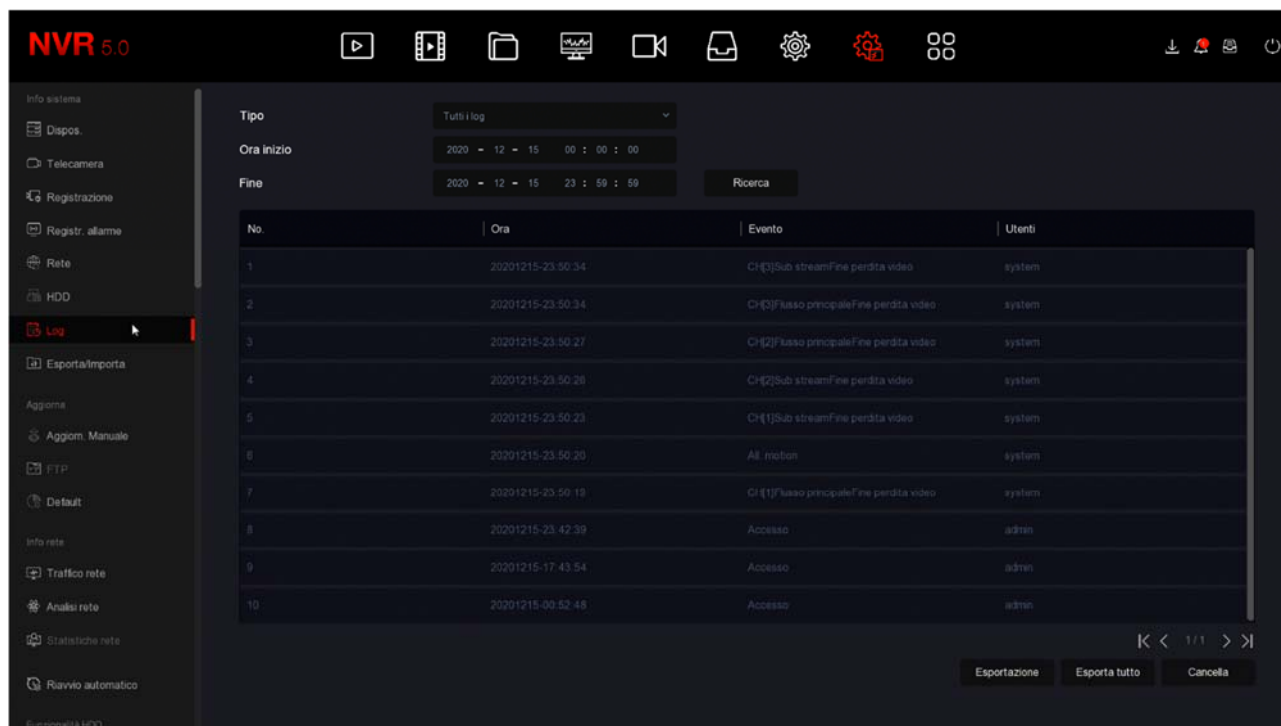 NVR 5.0
Info sistema
Dispos.
Telecamera
Registrazione
Registr. allarme
Rete
HDD
Log
Esporta/Importa
Aggiorna
Aggiorn. Manuale
FTP
Default
Info rete
Traffico rete
Analisi rete
Statistiche rete
Riavvio automatico
Funzionalità HDD
Tipo Tutti i log
Ora inizio 2020 - 12 - 15 00 : 00 : 00
Fine 2020 - 12 - 15 23 : 59 : 59 Ricerca
No. Ora Evento Utenti
1 20201215-23:50:34 CH[3]Sub streamFine perdita video system
2 20201215-23:50:34 CH[3]Flusso principaleFine perdita video system
3 20201215-23:50:27 CH[2]Flusso principaleFine perdita video system
4 20201215-23:50:26 CH[2]Sub streamFine perdita video system
5 20201215-23:50:23 CH[1]Sub streamFine perdita video system
6 20201215-23:50:20 All. motion system
7 20201215-23:50:19 CH[1]Flusso principaleFine perdita video system
8 20201215-23:42:39 Accesso admin
9 20201215-17:43:54 Accesso admin
10 20201215-00:52:48 Accesso admin
1/1
Esportazione Esporta tutto Cancella